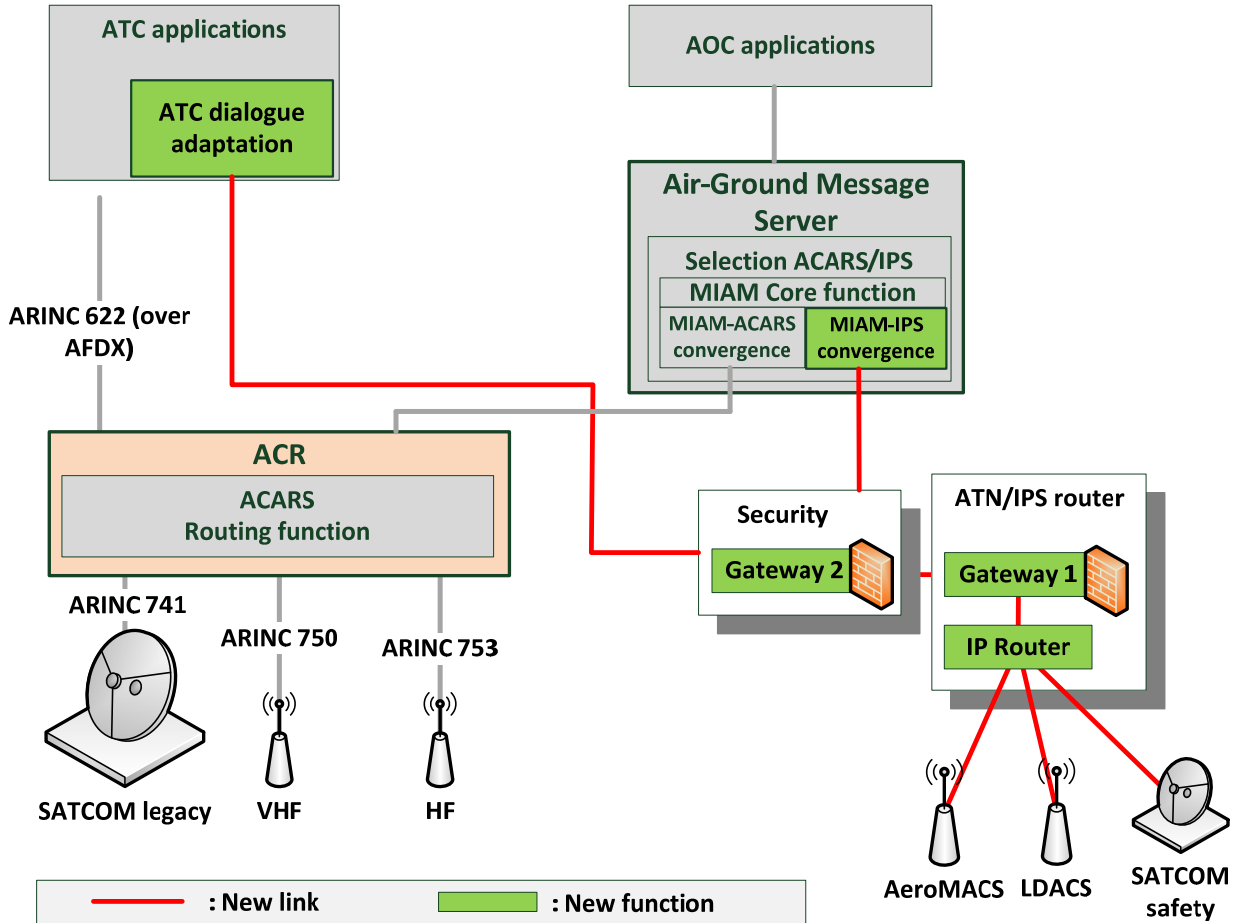 ATC applications
ATC dialogue
adaptation
AOC applications
Air-Ground Message
Server
Selection ACARS/IPS
MIAM Core function
MIAM-ACARS
convergence
MIAM-IPS
convergence
ARINC 622 (over
AFDX)
ACR
ACARS
Routing function
Security
Gateway 2
ATN/IPS router
Gateway 1
IP Router
ARINC 741
ARINC 750
ARINC 753
SATCOM legacy
VHF
HF
AeroMACS
LDACS
SATCOM
safety
: New link
: New function